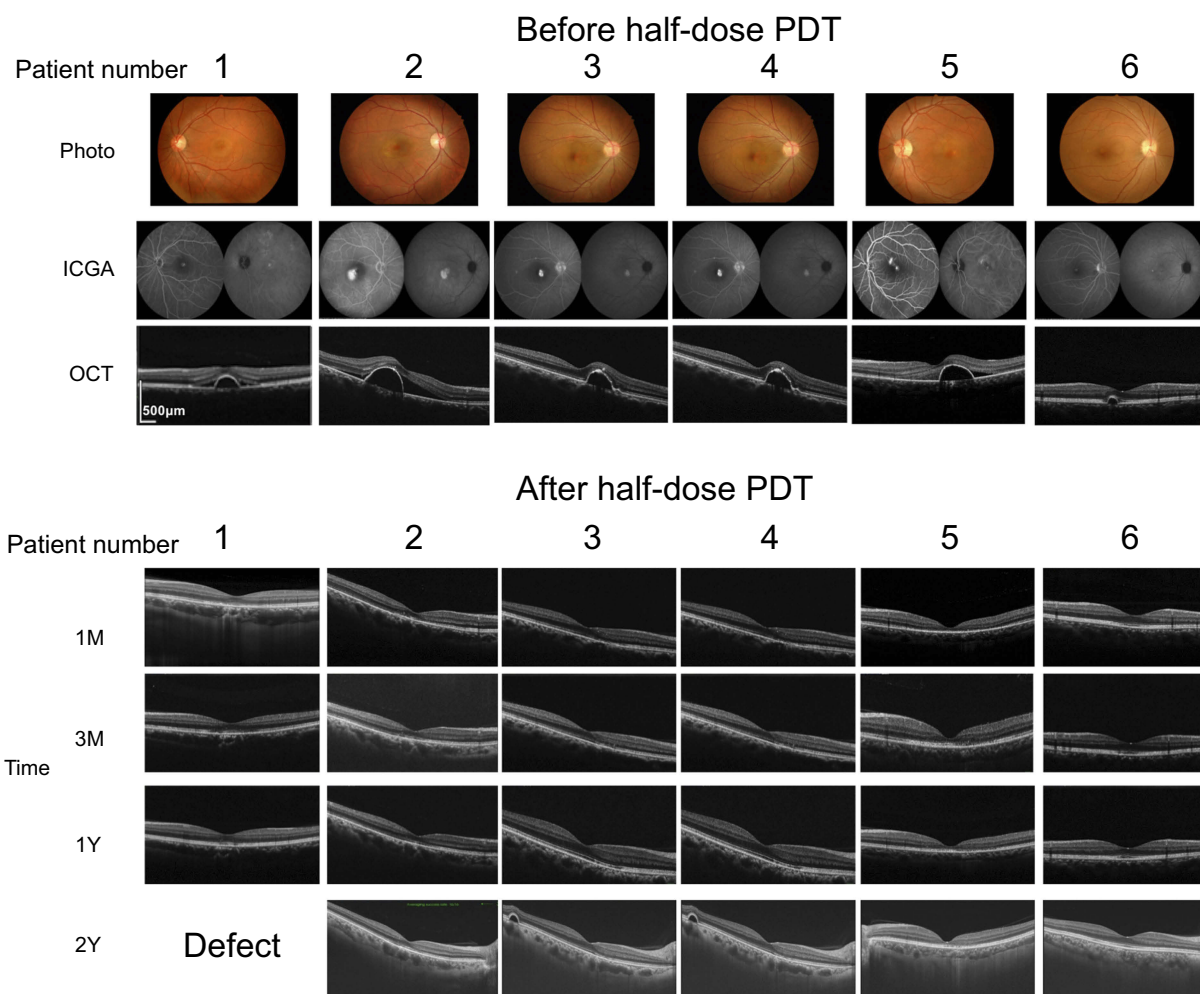 Before half-dose PDT
Patient number 1 2 3 4 5 6
Photo
ICGA
OCT
500μm
After half-dose PDT
Patient number 1 2 3 4 5 6
1M
3M
Time
1Y
2Y Defect